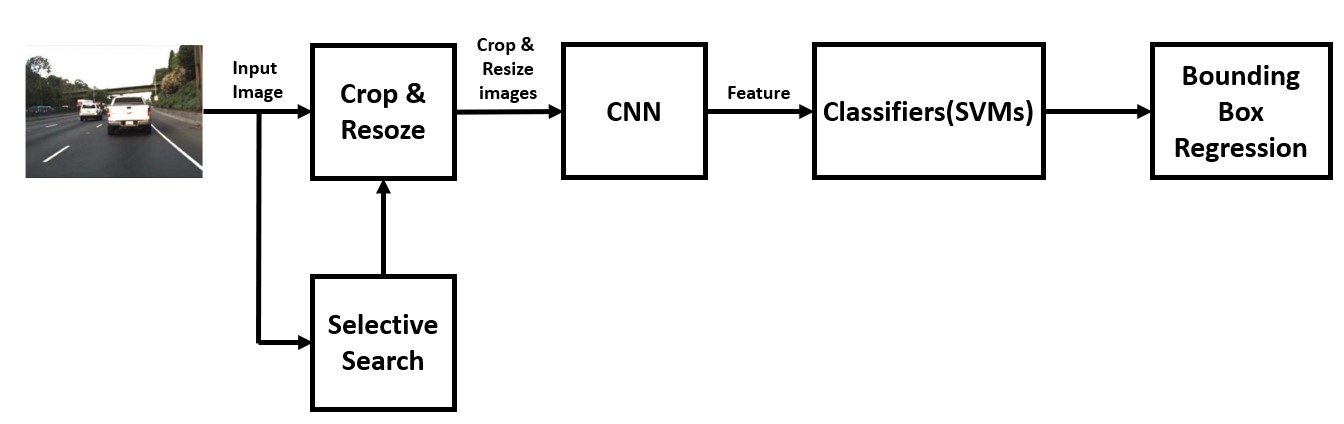 Input
Image
Crop &
Resoze
Crop &
Resize
images
CNN
Feature
Classifiers(SVMs)
Bounding
Box
Regression
Selective
Search